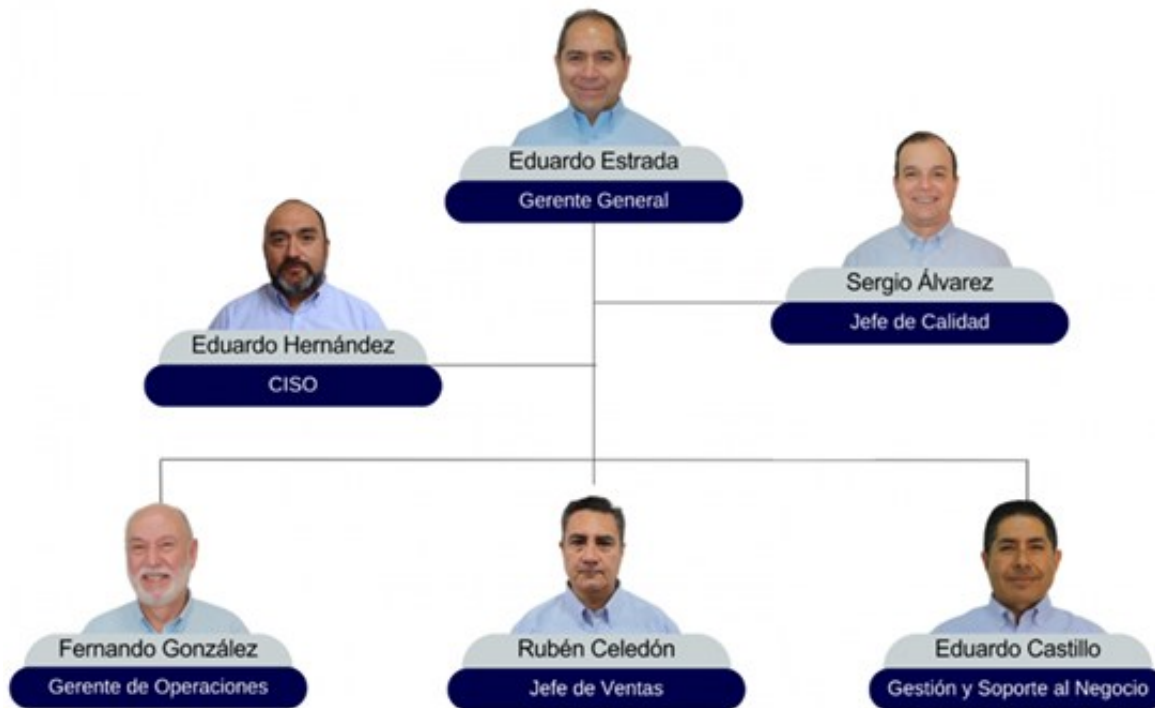 Eduardo Estrada
Gerente General
Sergio Álvarez
Jefe de Calidad
Eduardo Hernández
CISO
Fernando González
Gerente de Operaciones
Rubén Celedón
Jefe de Ventas
Eduardo Castillo
Gestión y Soporte al Negocio